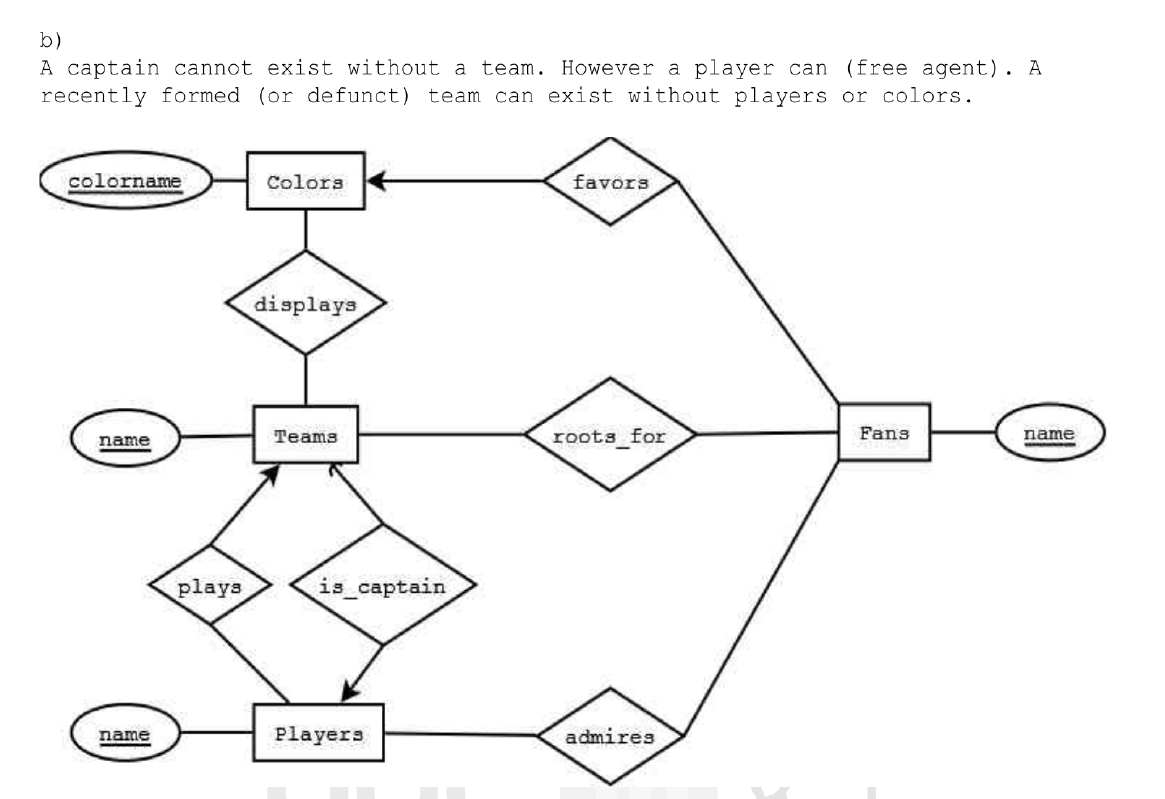 b)
A captain cannot exist without a team. However a player can (free agent). A
recently formed (or defunct) team can exist without players or colors.
colorname
Colors
favors
displays
name
Teams
roots_for
Fans
name
plays
is_captain
name
Players
admires